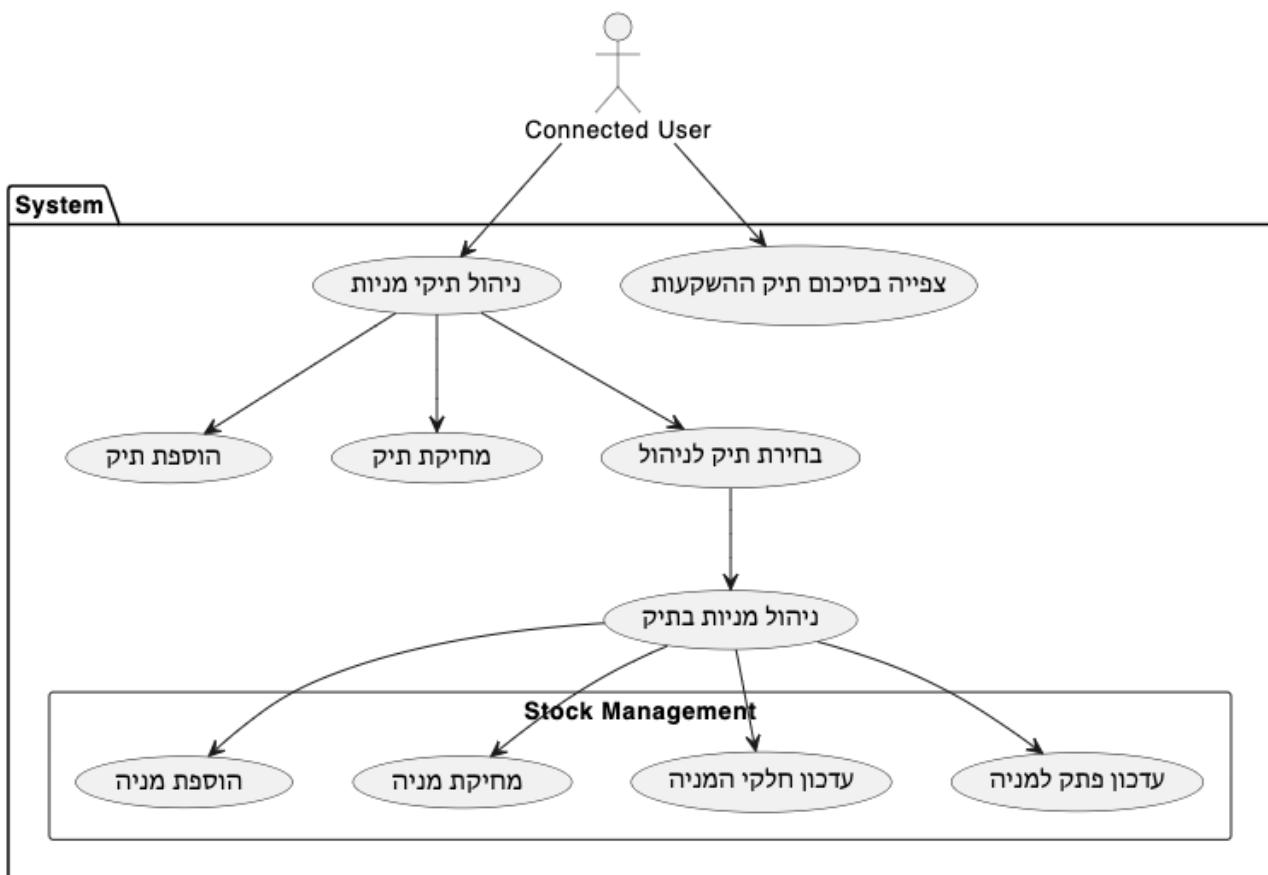 Connected User
System
ניהול תיקי מניות
צפייה בסיכום תיק ההשקעות
הוספת תיק
מחיקת תיק
בחירת תיק לניהול
ניהול מניות בתיק
Stock Management
הוספת מניה
מחיקת מניה
עדכון חלקי המניה
עדכון פתק למניה